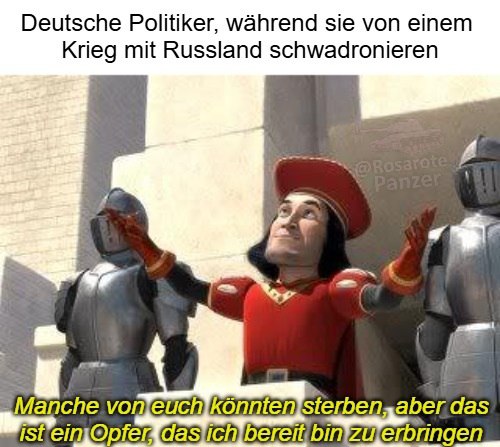 Deutsche Politiker, während sie von einem
Krieg mit Russland schwadronieren
@Rosarote
Panzer
Manche von euch könnten sterben, aber das
ist ein Opfer, das ich bereit bin zu erbringen